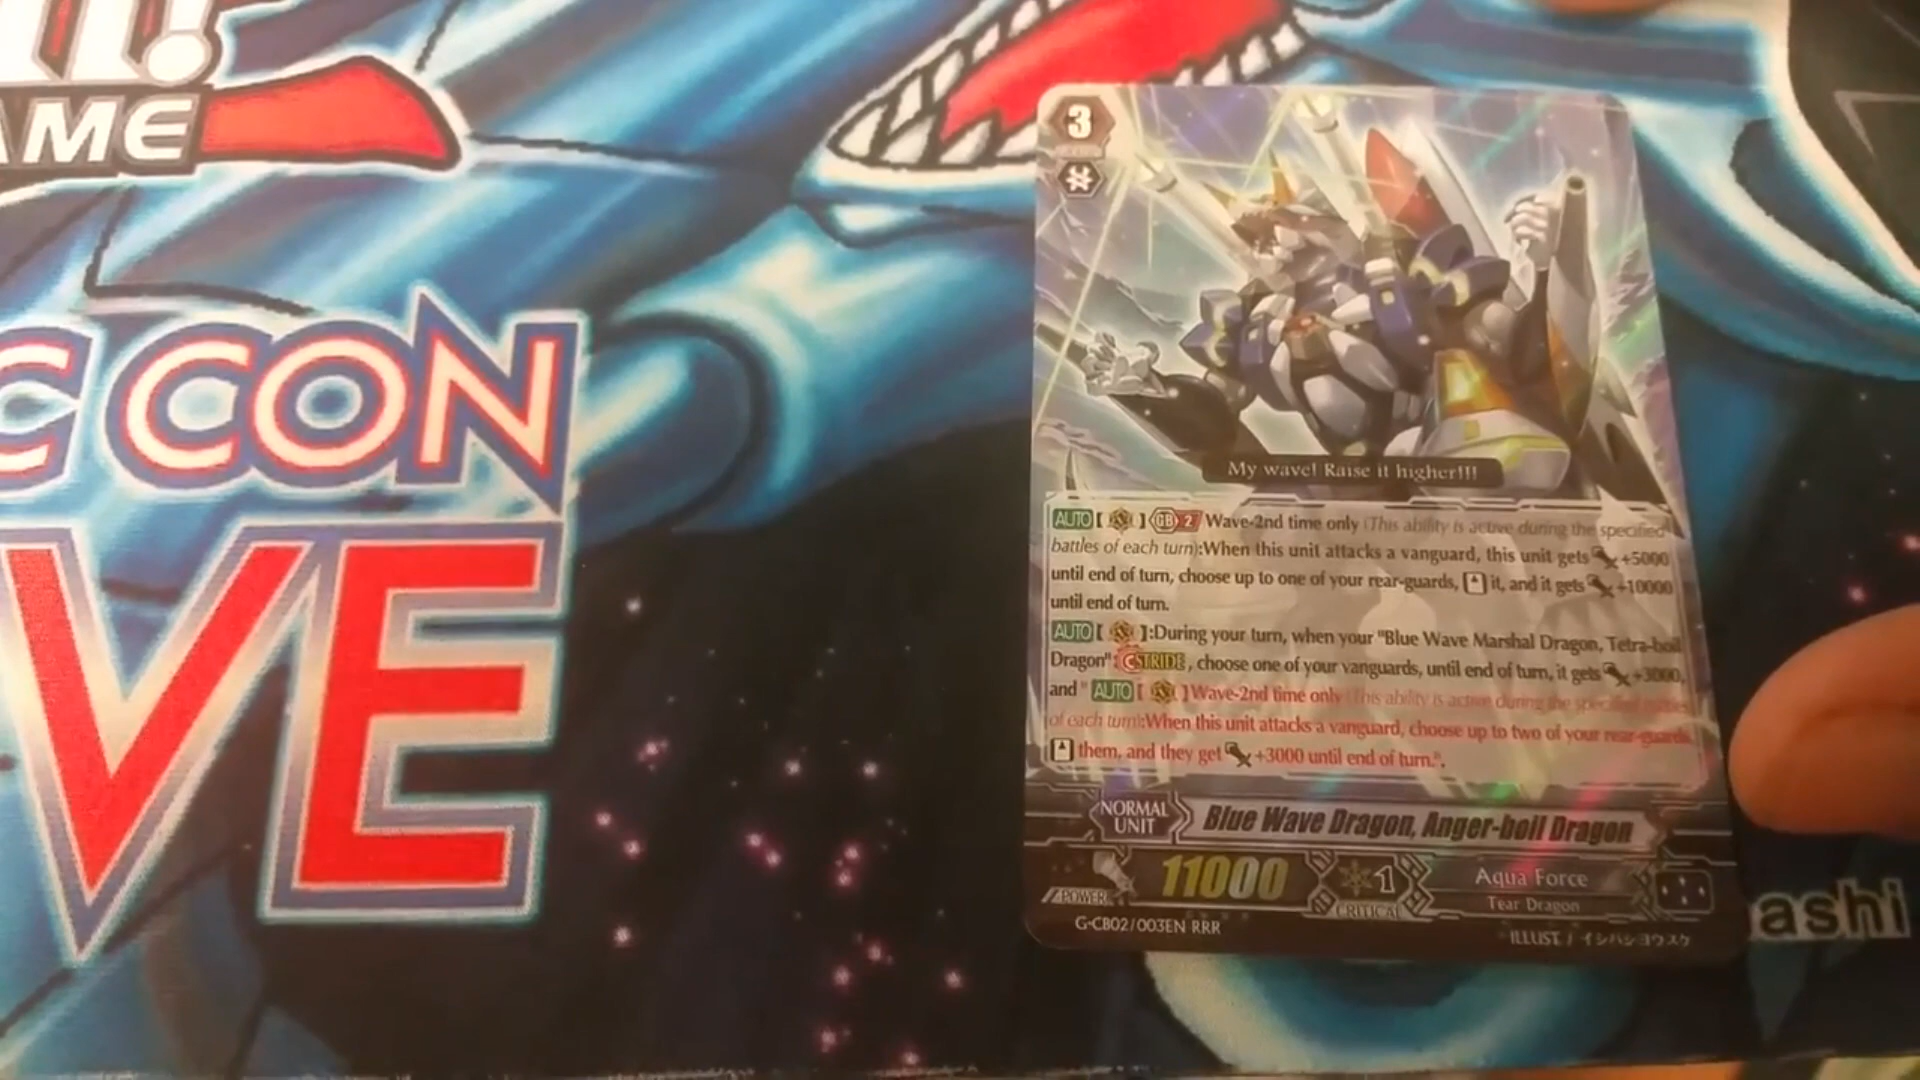 AME
C CON
VE
ashi
3
My wave! Raise it higher!!!
AUTO [ ] GB 2 Wave-2nd time only (This ability is active during the specified
battles of each turn):When this unit attacks a vanguard, this unit gets +5000
until end of turn, choose up to one of your rear-guards, it, and it gets +10000
until end of turn.
AUTO [ ]:During your turn, when your "Blue Wave Marshal Dragon, Tetra-boil
Dragon" CSTRIDE, choose one of your vanguards, until end of turn, it gets +3000,
and " AUTO [ ] Wave-2nd time only (This ability is active during the specified battles
of each turn):When this unit attacks a vanguard, choose up to two of your rear-guards,
them, and they get +3000 until end of turn.".
NORMAL
UNIT
Blue Wave Dragon, Anger-boil Dragon
POWER
11000
1
CRITICAL
Aqua Force
Tear Dragon
G-CB02/003EN RRR
ILLUST / イシバシヨウスケ